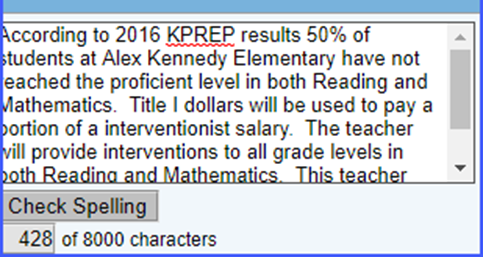 According to 2016 KPREP results 50% of
students at Alex Kennedy Elementary have not
reached the proficient level in both Reading and
Mathematics.  Title I dollars will be used to pay a
portion of a interventionist salary.  The teacher
will provide interventions to all grade levels in
both Reading and Mathematics.  This teacher
Check Spelling
428 of 8000 characters